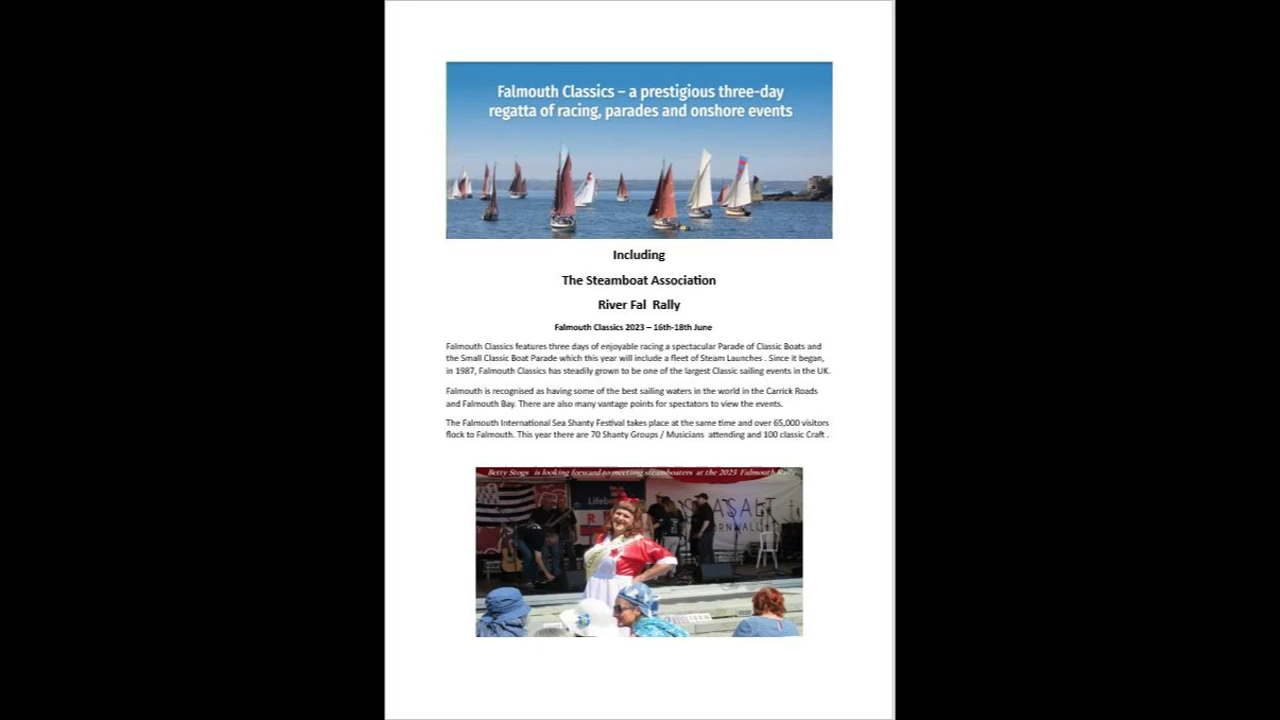 Falmouth Classics – a prestigious three-day
regatta of racing, parades and onshore events
Including
The Steamboat Association
River Fal  Rally
Falmouth Classics 2023 – 16th-18th June
Falmouth Classics features three days of enjoyable racing a spectacular Parade of Classic Boats and
the Small Classic Boat Parade which this year will include a fleet of Steam Launches . Since it began,
in 1987, Falmouth Classics has steadily grown to be one of the largest Classic sailing events in the UK.
Falmouth is recognised as having some of the best sailing waters in the world in the Carrick Roads
and Falmouth Bay. There are also many vantage points for spectators to view the events.
The Falmouth International Sea Shanty Festival takes place at the same time and over 65,000 visitors
flock to Falmouth. This year there are 70 Shanty Groups / Musicians  attending and 100 classic Craft .
Betty Stogs  is looking forward to meetiing steamboaters  at the 2023 Falmouth